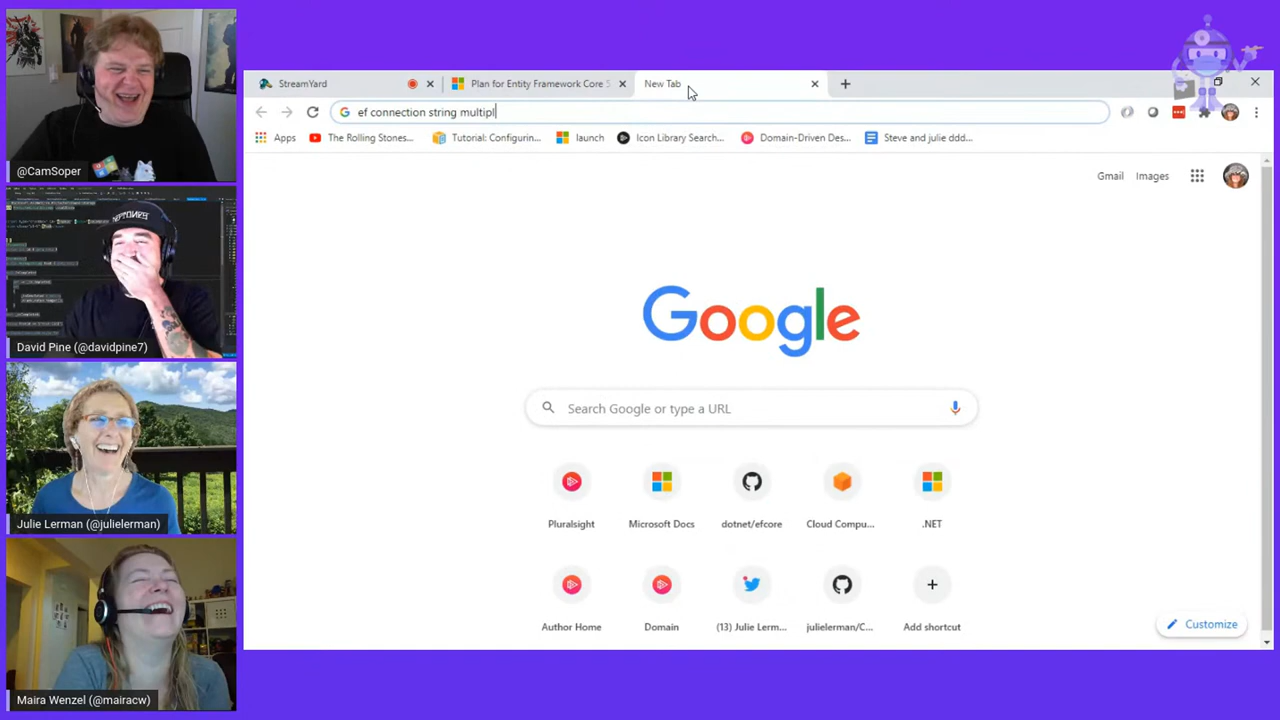 @CamSoper
David Pine (@davidpine7)
Julie Lerman (@julielerman)
Maira Wenzel (@mairacw)
StreamYard
Plan for Entity Framework Core 5
New Tab
ef connection string multipl
Apps
The Rolling Stones...
Tutorial: Configurin...
launch
Icon Library Search...
Domain-Driven Des...
Steve and julie ddd...
Gmail
Images
Google
Search Google or type a URL
Pluralsight
Microsoft Docs
dotnet/efcore
Cloud Compu...
.NET
Author Home
Domain
(13) Julie Lerm...
julielerman/C...
Add shortcut
Customize